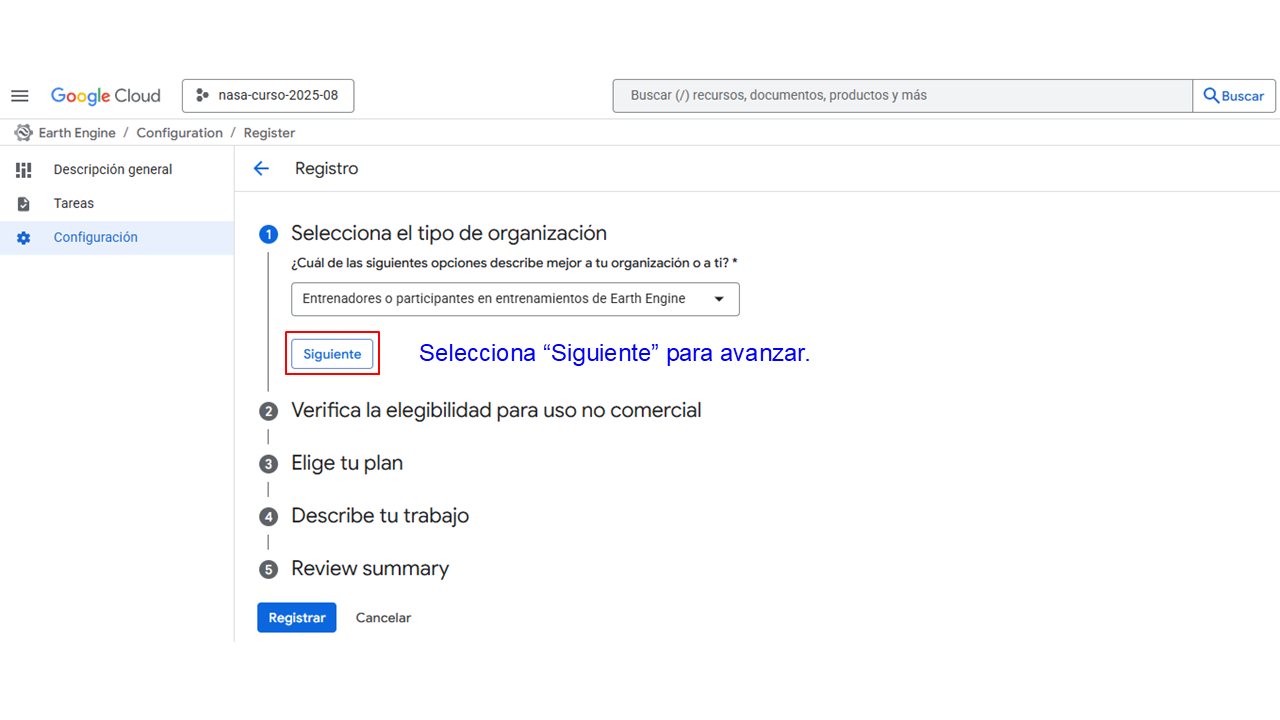 Google Cloud
nasa-curso-2025-08
Buscar (/) recursos, documentos, productos y más
Buscar
Earth Engine / Configuration / Register
Descripción general
Tareas
Configuración
Registro
1 Selecciona el tipo de organización
¿Cuál de las siguientes opciones describe mejor a tu organización o a ti? *
Entrenadores o participantes en entrenamientos de Earth Engine
Siguiente
Selecciona “Siguiente” para avanzar.
2 Verifica la elegibilidad para uso no comercial
3 Elige tu plan
4 Describe tu trabajo
5 Review summary
Registrar
Cancelar